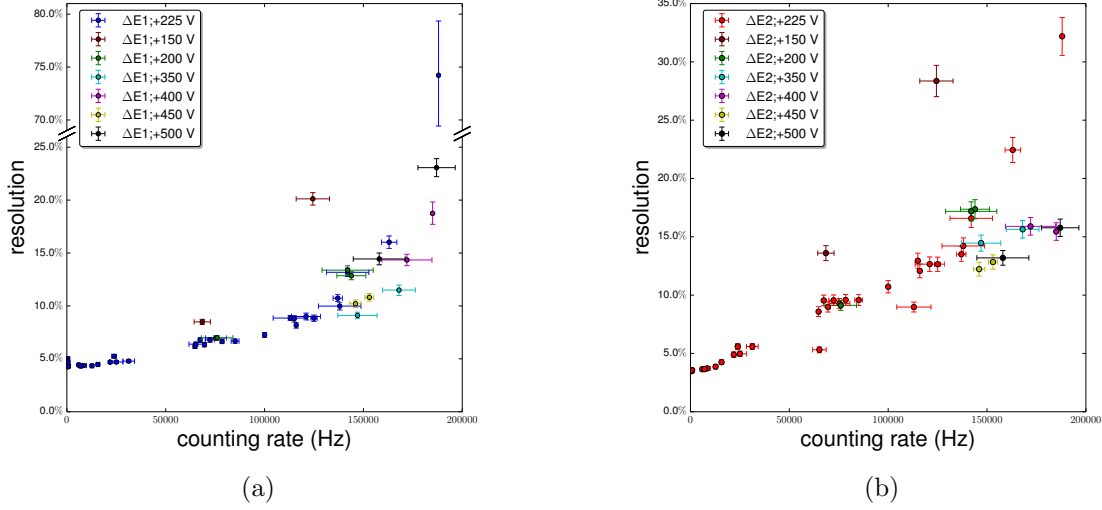 80.0%
75.0%
70.0%
25.0%
20.0%
15.0%
10.0%
5.0%
0.0%
resolution
ΔE1;+225 V
ΔE1;+150 V
ΔE1;+200 V
ΔE1;+350 V
ΔE1;+400 V
ΔE1;+450 V
ΔE1;+500 V
0 50000 100000 150000 200000
counting rate (Hz)
(a)
35.0%
30.0%
25.0%
20.0%
15.0%
10.0%
5.0%
0.0%
resolution
ΔE2;+225 V
ΔE2;+150 V
ΔE2;+200 V
ΔE2;+350 V
ΔE2;+400 V
ΔE2;+450 V
ΔE2;+500 V
0 50000 100000 150000 200000
counting rate (Hz)
(b)